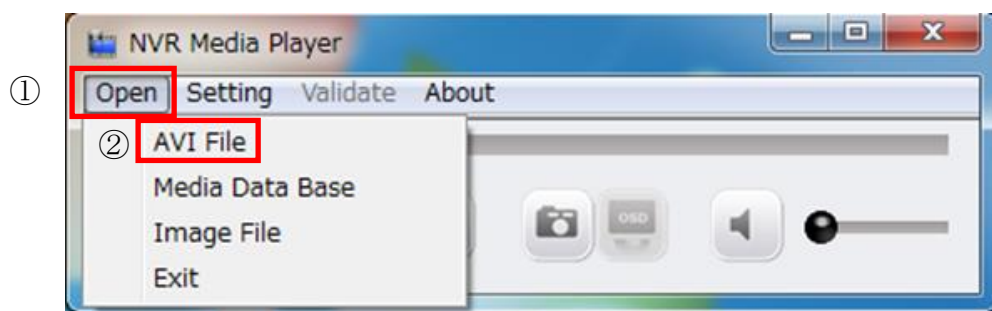 NVR Media Player
① Open Setting Validate About
② AVI File
Media Data Base
Image File
Exit
OSD